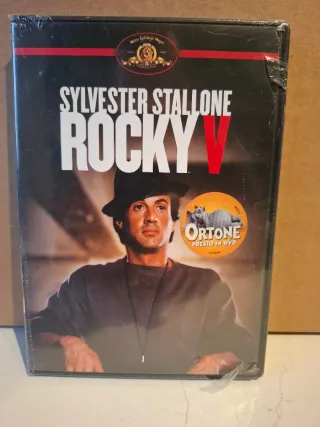 SYLVESTER STALLONE
ROCKY V
ORTONE
PRESTO IN DVD